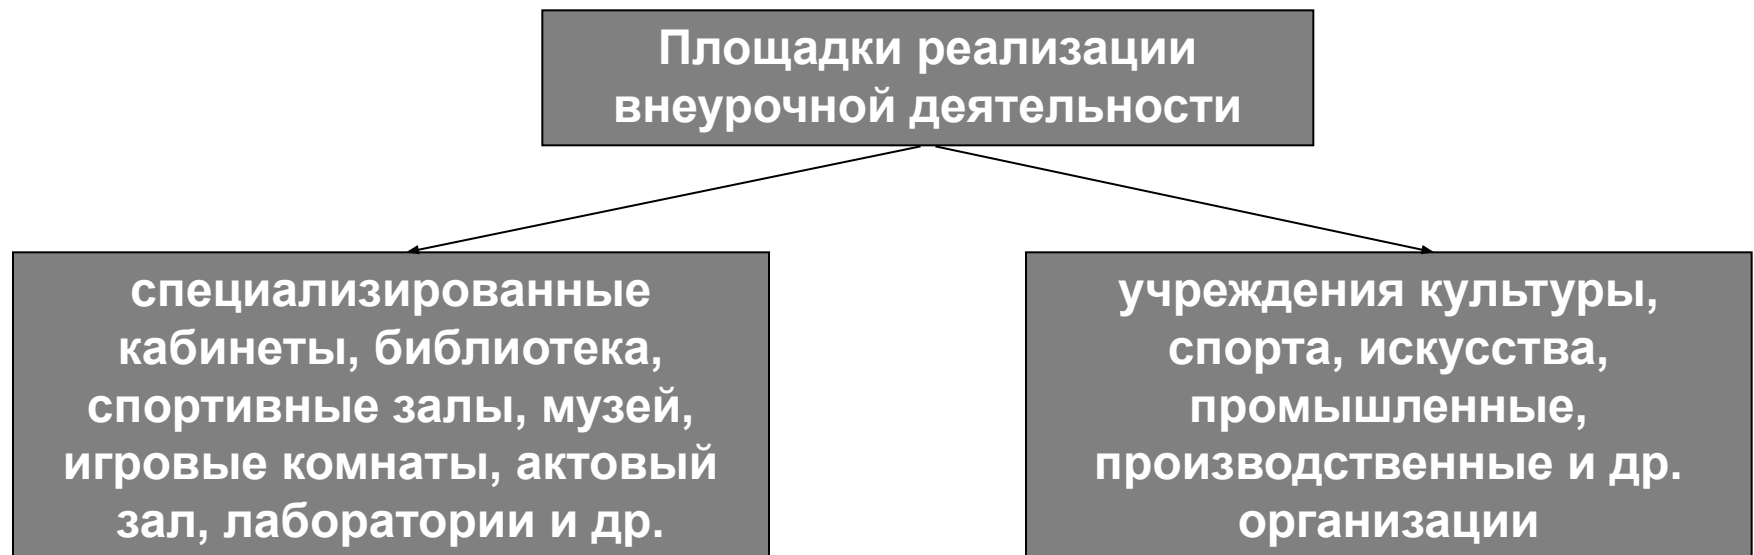 Площадки реализации
внеурочной деятельности
специализированные
кабинеты, библиотека,
спортивные залы, музей,
игровые комнаты, актовый
зал, лаборатории и др.
учреждения культуры,
спорта, искусства,
промышленные,
производственные и др.
организации